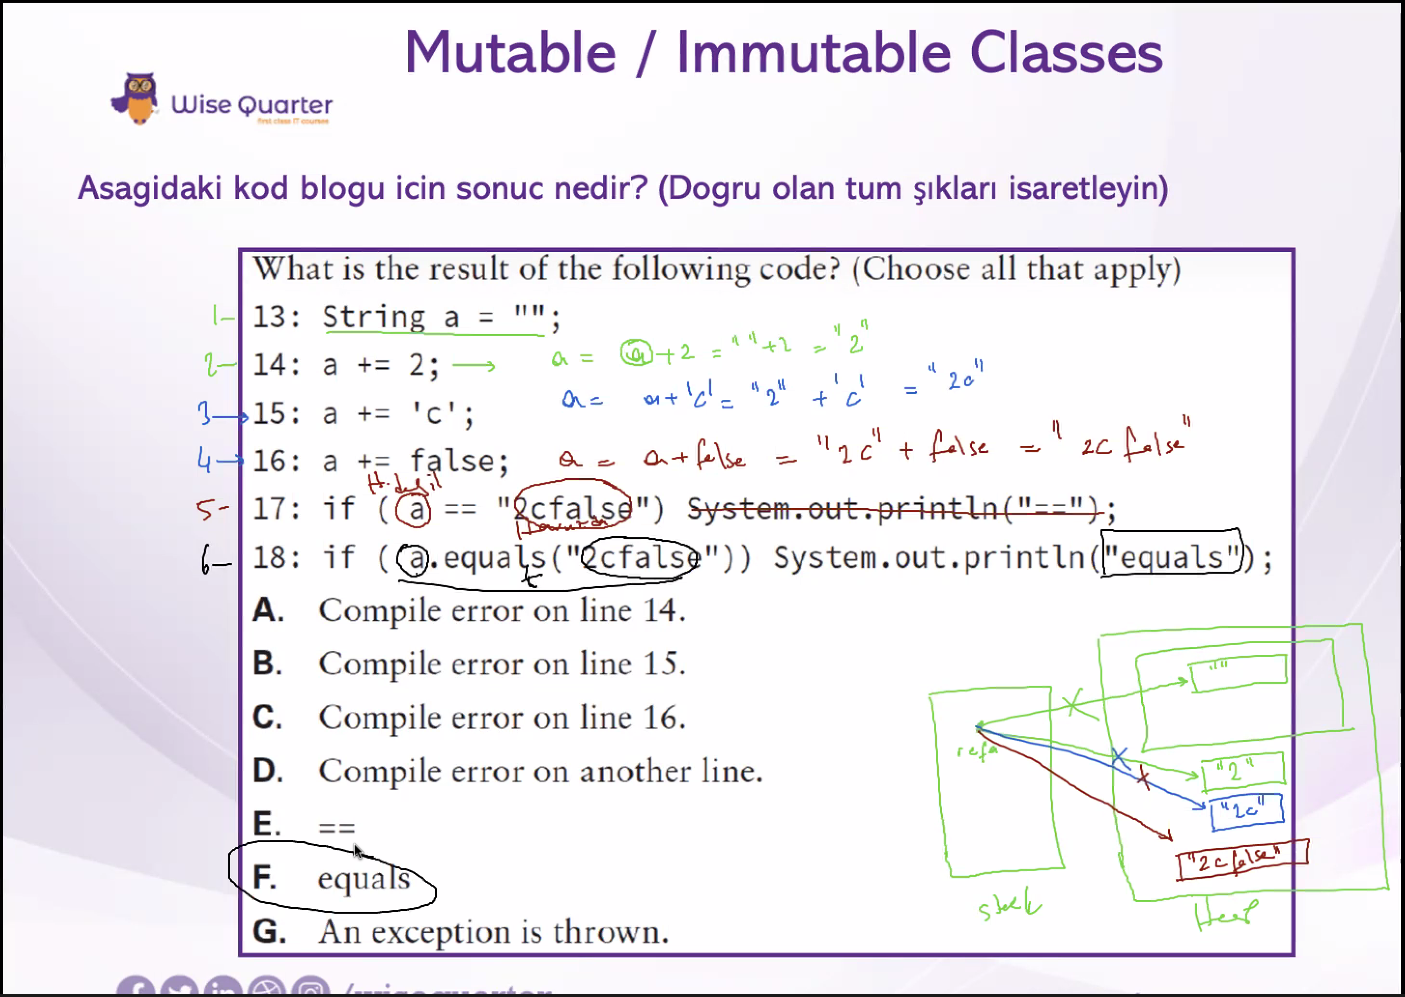 Mutable / Immutable Classes
Wise Quarter
first class IT courses
Asagidaki kod blogu icin sonuc nedir? (Dogru olan tum şıkları isaretleyin)
What is the result of the following code? (Choose all that apply)
1- 13: String a = "";
2- 14: a += 2; a = a + 2 = "" + 2 = "2"
3 15: a += 'c'; a = a + 'c' = "2" + 'c' = "2c"
4 16: a += false; a = a + false = "2c" + false = "2cfalse"
5- 17: if ( a == "2cfalse") System.out.println("==");
6- 18: if ( a.equals("2cfalse")) System.out.println("equals");
A. Compile error on line 14.
B. Compile error on line 15.
C. Compile error on line 16.
D. Compile error on another line.
E. ==
F. equals
G. An exception is thrown.
""
refa
"2"
"2c"
"2cfalse"
stack
Heap
/wisequarter